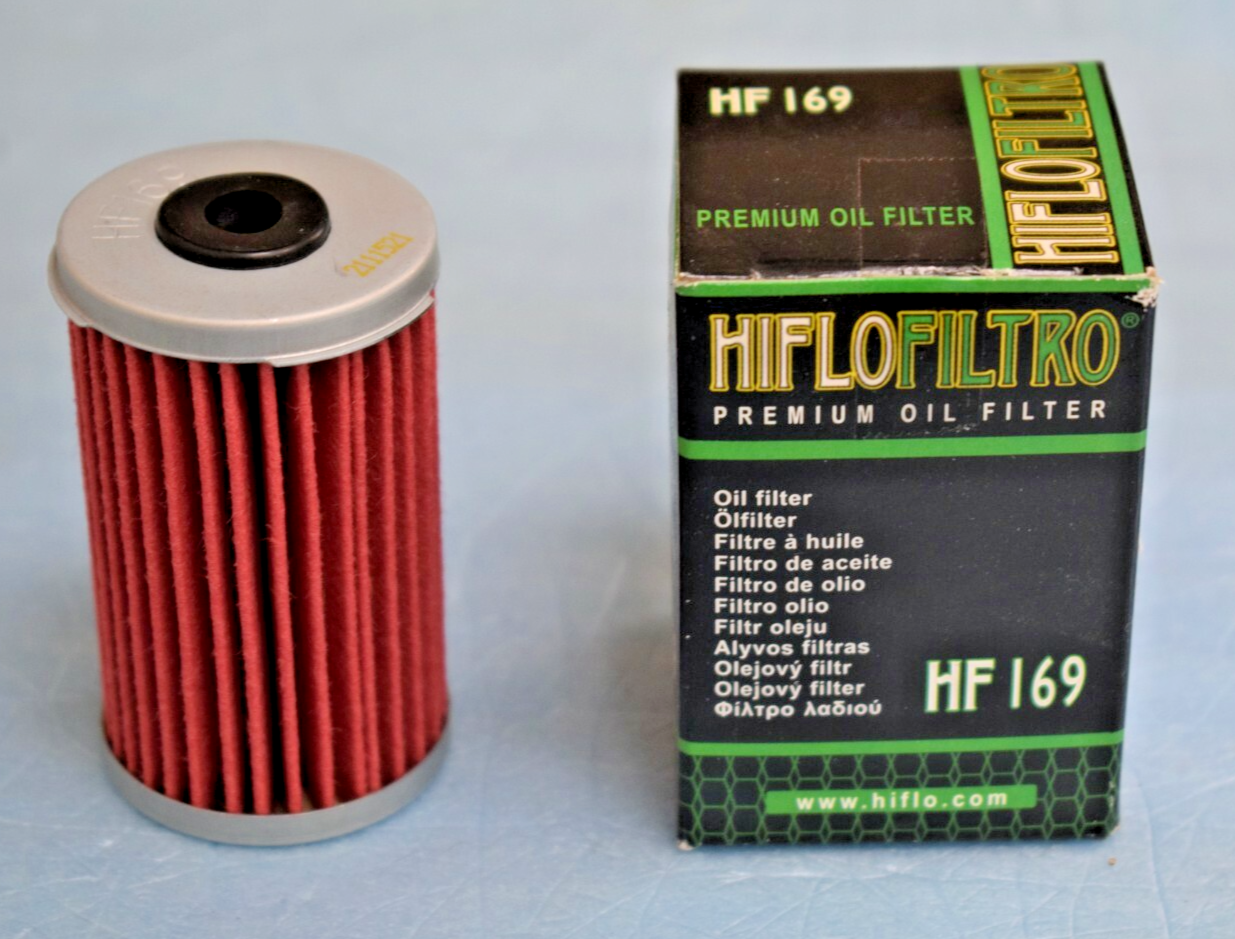 HF169
2111521
HF 169
PREMIUM OIL FILTER
HIFLOFILTRO
HIFLOFILTRO®
PREMIUM OIL FILTER
Oil filter
Ölfilter
Filtre à huile
Filtro de aceite
Filtro de olio
Filtro olio
Filtr oleju
Alyvos filtras
Olejový filtr
Olejový filter
Φίλτρο λαδιού
HF 169
www.hiflo.com